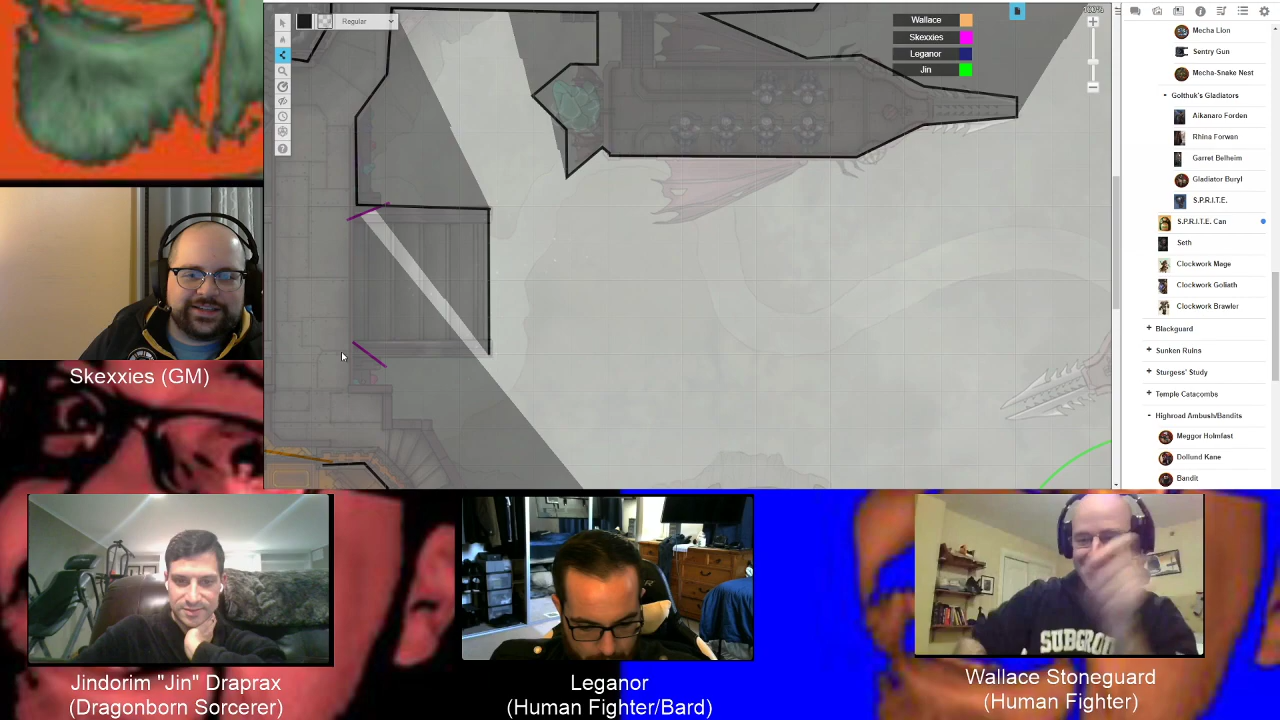 Regular
100%
Wallace
Skexxies
Leganor
Jin
Mecha Lion
Sentry Gun
Mecha-Snake Nest
Golthuk's Gladiators
Aikanaro Forden
Rhina Forwan
Garret Belheim
Gladiator Buryl
S.P.R.I.T.E.
S.P.R.I.T.E. Can
Seth
Clockwork Mage
Clockwork Goliath
Clockwork Brawler
Blackguard
Sunken Ruins
Sturgess' Study
Temple Catacombs
Highroad Ambush/Bandits
Meggor Holmfast
Dollund Kane
Bandit
Skexxies (GM)
SUBGRO
Jindorim "Jin" Draprax
(Dragonborn Sorcerer)
Leganor
(Human Fighter/Bard)
Wallace Stoneguard
(Human Fighter)